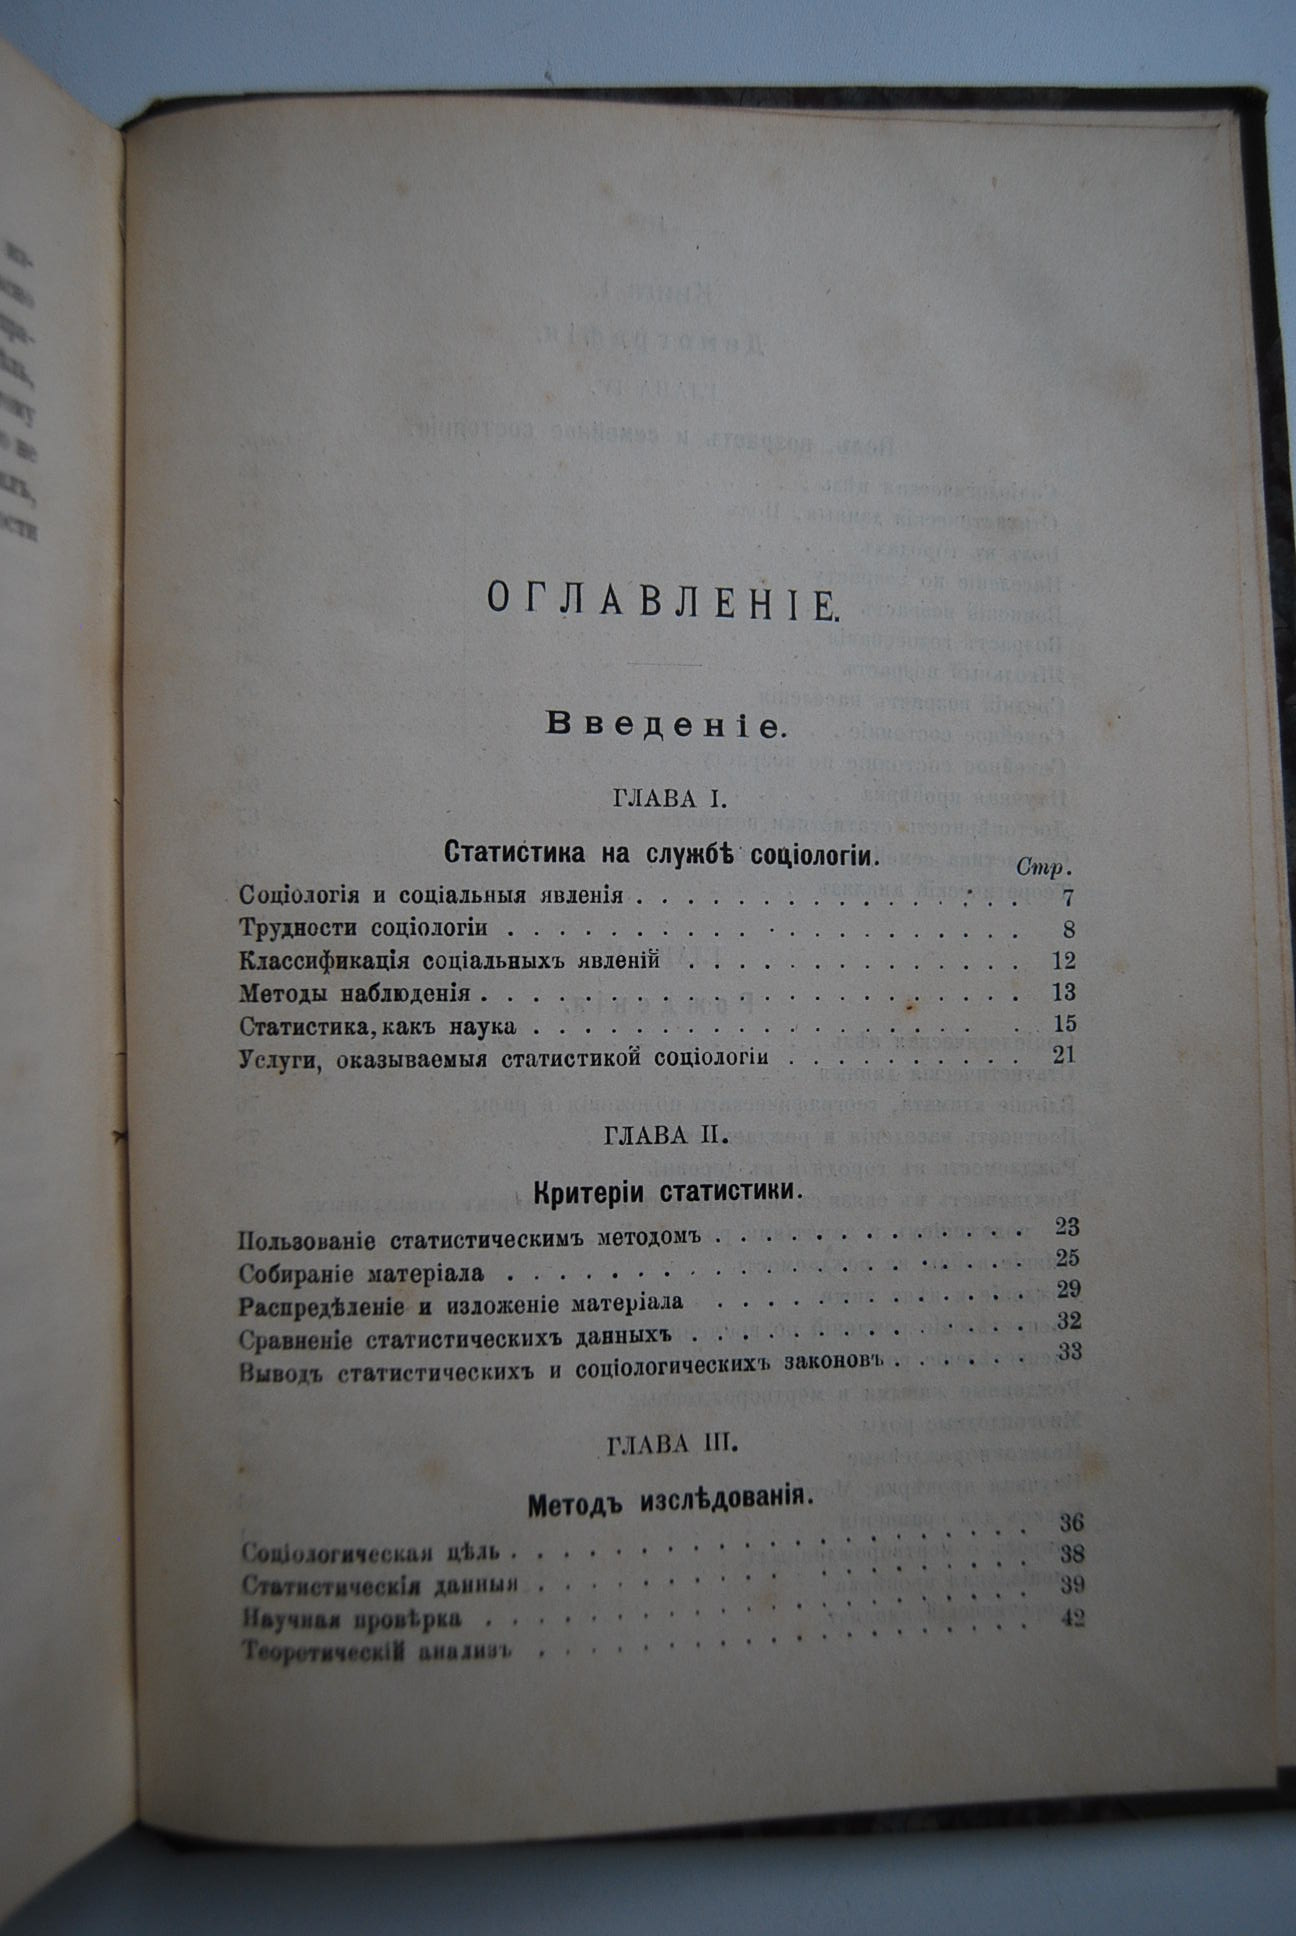 ОГЛАВЛЕНІЕ.
Введеніе.
ГЛАВА I.
Статистика на службѣ соціологіи.
Стр.
Соціологія и соціальныя явленія . . . . . . . . . . . . . . . . 7
Трудности соціологіи . . . . . . . . . . . . . . . . . . . . 8
Классификація соціальныхъ явленій . . . . . . . . . . . . . 12
Методы наблюденія . . . . . . . . . . . . . . . . . . . . . 13
Статистика, какъ наука . . . . . . . . . . . . . . . . . . . 15
Услуги, оказываемыя статистикой соціологіи . . . . . . . . . . 21
ГЛАВА II.
Критеріи статистики.
Пользованіе статистическимъ методомъ . . . . . . . . . . . . 23
Собираніе матеріала . . . . . . . . . . . . . . . . . . . . 25
Распредѣленіе и изложеніе матеріала . . . . . . . . . . . . 29
Сравненіе статистическихъ данныхъ . . . . . . . . . . . . . 32
Выводъ статистическихъ и соціологическихъ законовъ . . . . . . 33
ГЛАВА III.
Методъ изслѣдованія.
Соціологическая цѣль . . . . . . . . . . . . . . . . . . . . 36
Статистическія данныя . . . . . . . . . . . . . . . . . . . 38
Научная провѣрка . . . . . . . . . . . . . . . . . . . . . 39
Теоретическій анализъ . . . . . . . . . . . . . . . . . . . 42